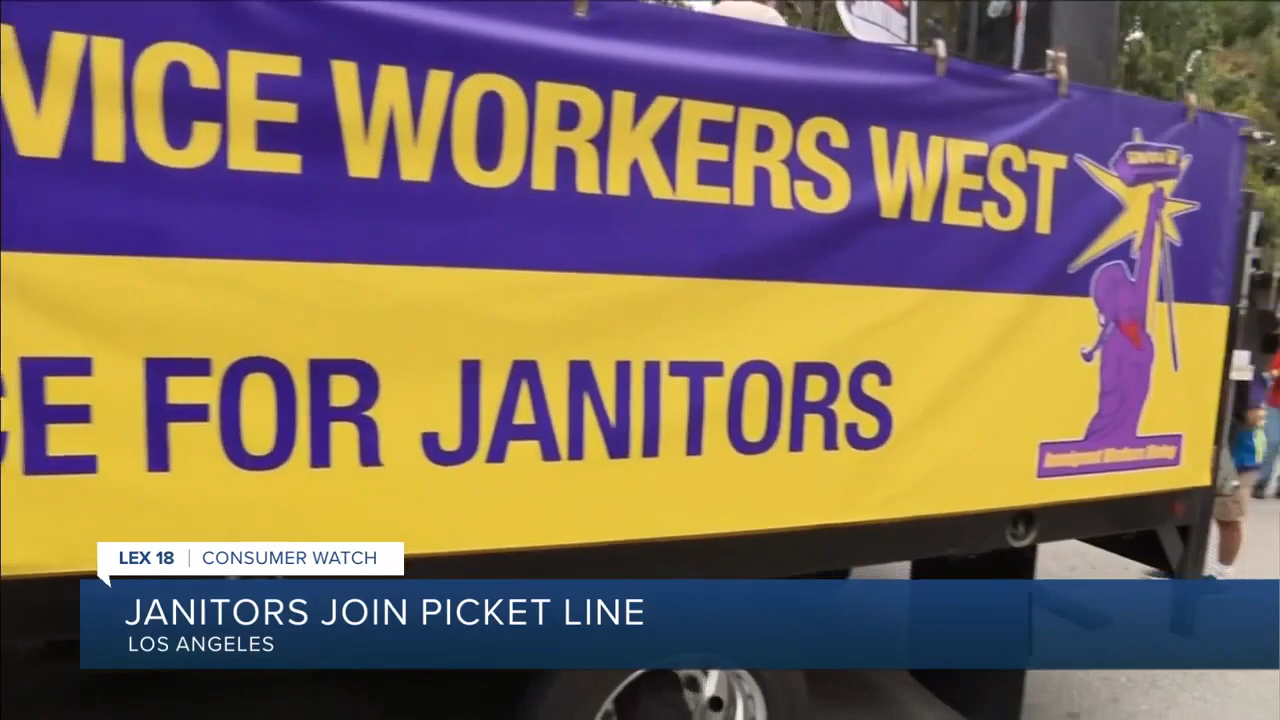 VICE WORKERS WEST
CE FOR JANITORS
LEX 18 | CONSUMER WATCH
JANITORS JOIN PICKET LINE
LOS ANGELES